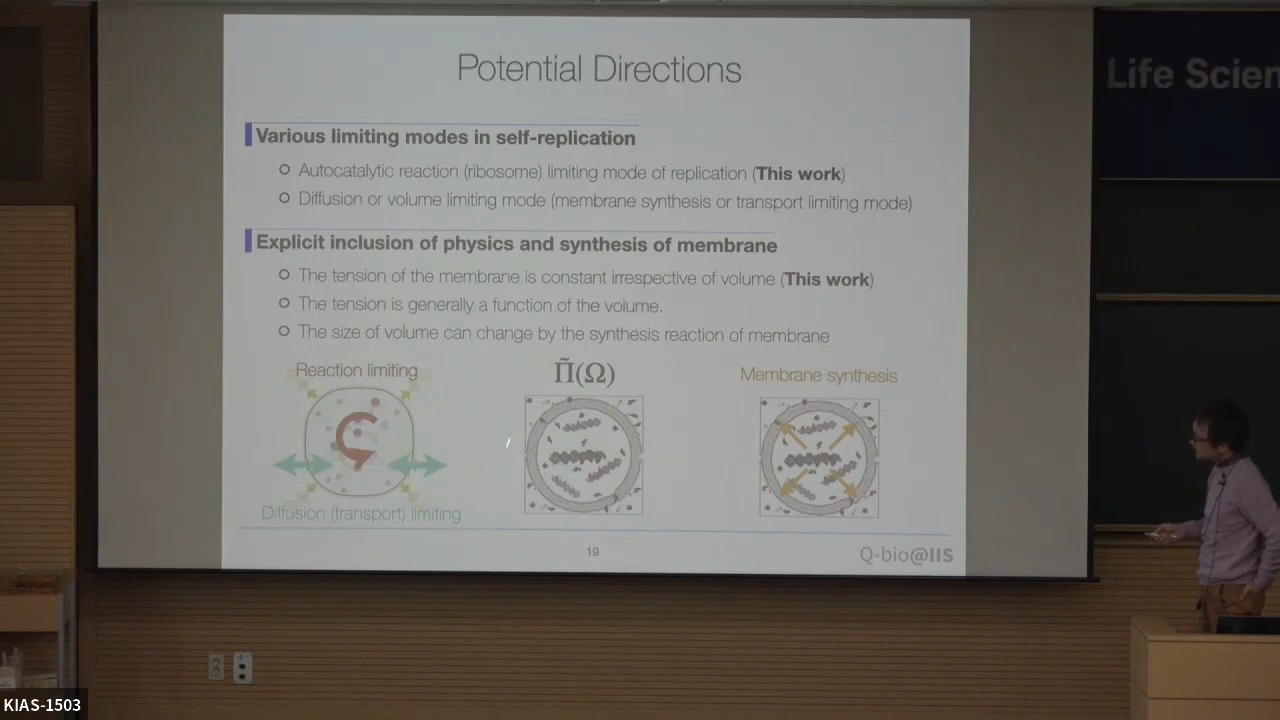 Potential Directions
Life Scien
Various limiting modes in self-replication
Autocatalytic reaction (ribosome) limiting mode of replication (This work)
Diffusion or volume limiting mode (membrane synthesis or transport limiting mode)
Explicit inclusion of physics and synthesis of membrane
The tension of the membrane is constant irrespective of volume (This work)
The tension is generally a function of the volume.
The size of volume can change by the synthesis reaction of membrane
Reaction limiting
Π̃(Ω)
Membrane synthesis
Diffusion (transport) limiting
19
Q-bio@IIS
KIAS-1503